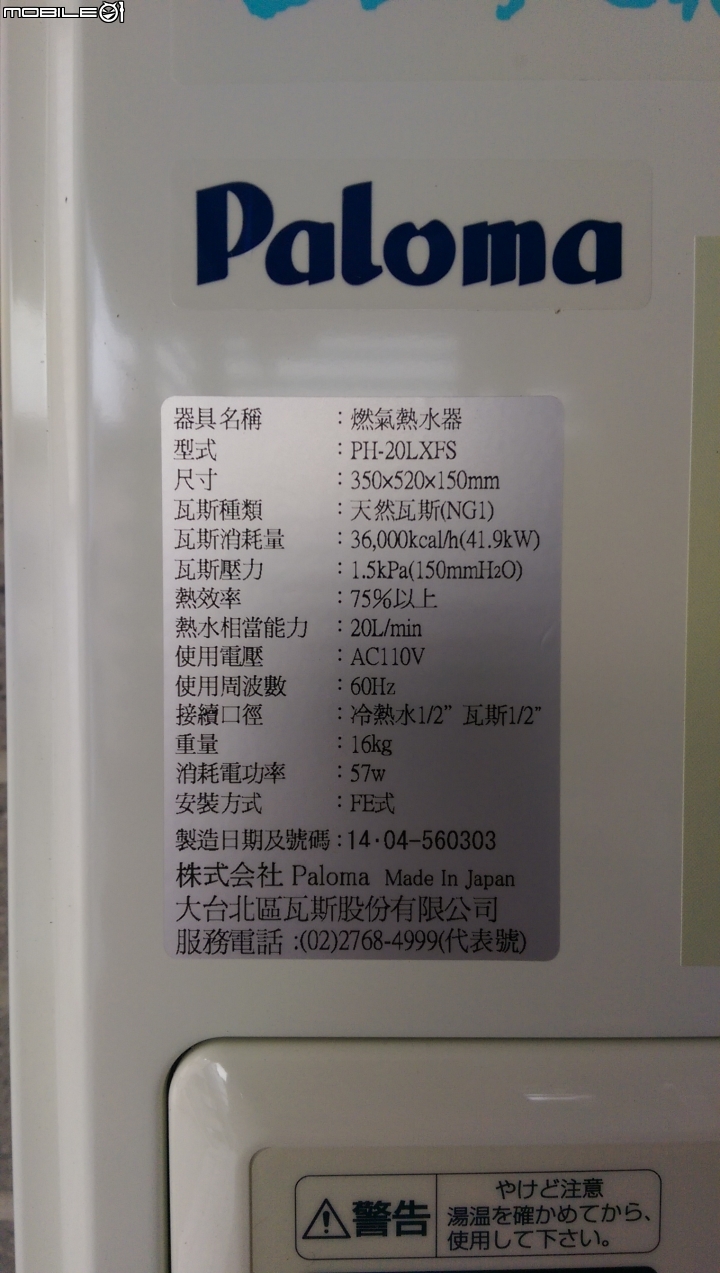 MOBILE01
Paloma
器具名稱 : 燃氣熱水器
型式 : PH-20LXFS
尺寸 : 350×520×150mm
瓦斯種類 : 天然瓦斯(NG1)
瓦斯消耗量 : 36,000kcal/h(41.9kW)
瓦斯壓力 : 1.5kPa(150mmH2O)
熱效率 : 75%以上
熱水相當能力 : 20L/min
使用電壓 : AC110V
使用周波數 : 60Hz
接續口徑 : 冷熱水1/2” 瓦斯1/2”
重量 : 16kg
消耗電功率 : 57w
安裝方式 : FE式
製造日期及號碼:14·04-560303
株式会社 Paloma Made In Japan
大台北區瓦斯股份有限公司
服務電話 :(02)2768-4999(代表號)
警告
やけど注意
湯温を確かめてから、
使用して下さい。